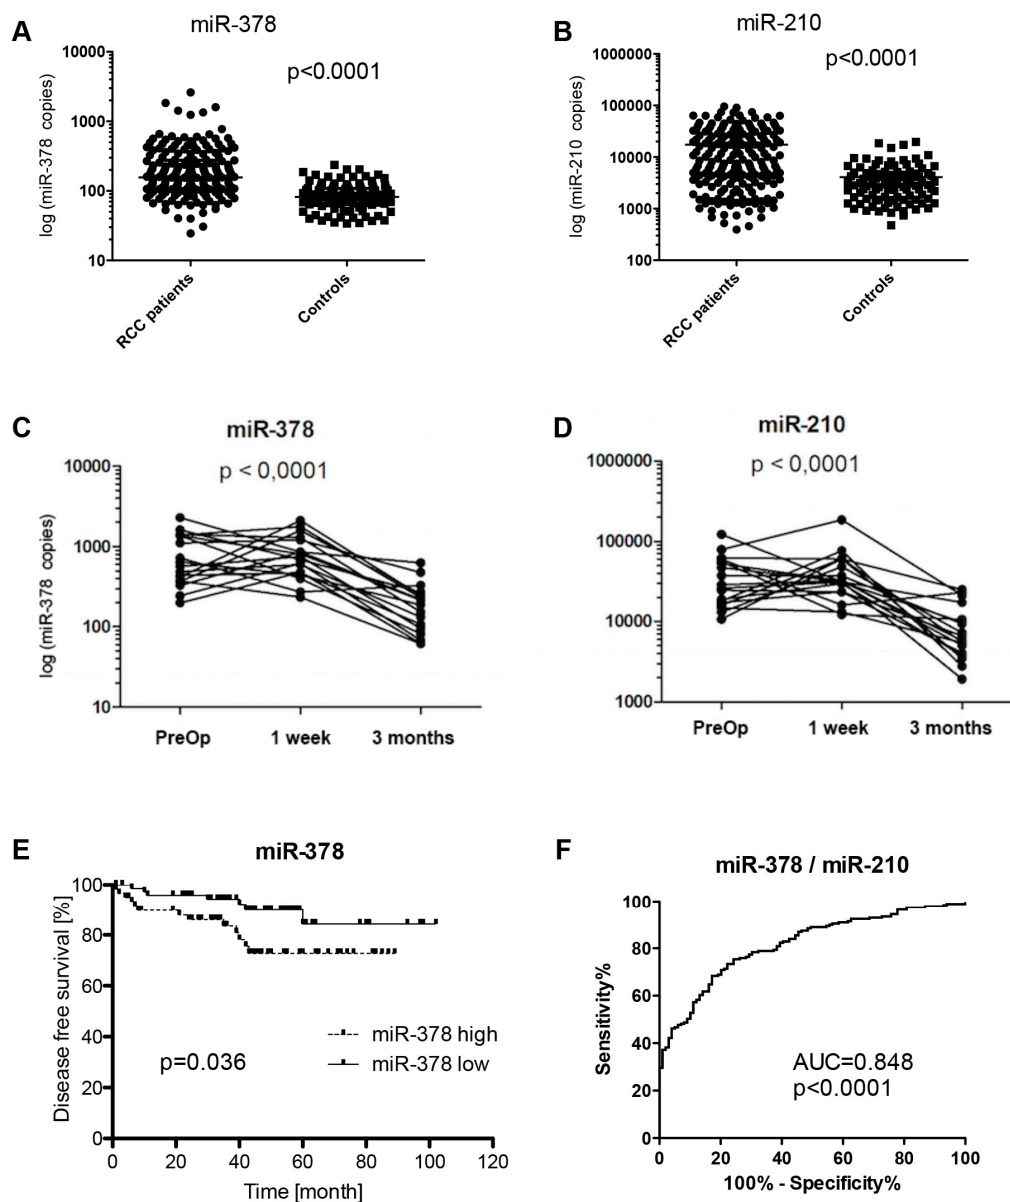 A
miR-378
p<0.0001
log (miR-378 copies)
10000
1000
100
10
RCC patients
Controls
B
miR-210
p<0.0001
log (miR-210 copies)
1000000
100000
10000
1000
100
RCC patients
Controls
C
miR-378
p < 0,0001
log (miR-378 copies)
10000
1000
100
10
PreOp 1 week 3 months
D
miR-210
p < 0,0001
1000000
100000
10000
1000
PreOp 1 week 3 months
E
miR-378
Disease free survival [%]
100
80
60
40
20
0
miR-378 high
miR-378 low
p=0.036
0 20 40 60 80 100 120
Time [month]
F
miR-378 / miR-210
Sensitivity%
100
80
60
40
20
0
AUC=0.848
p<0.0001
0 20 40 60 80 100
100% - Specificity%